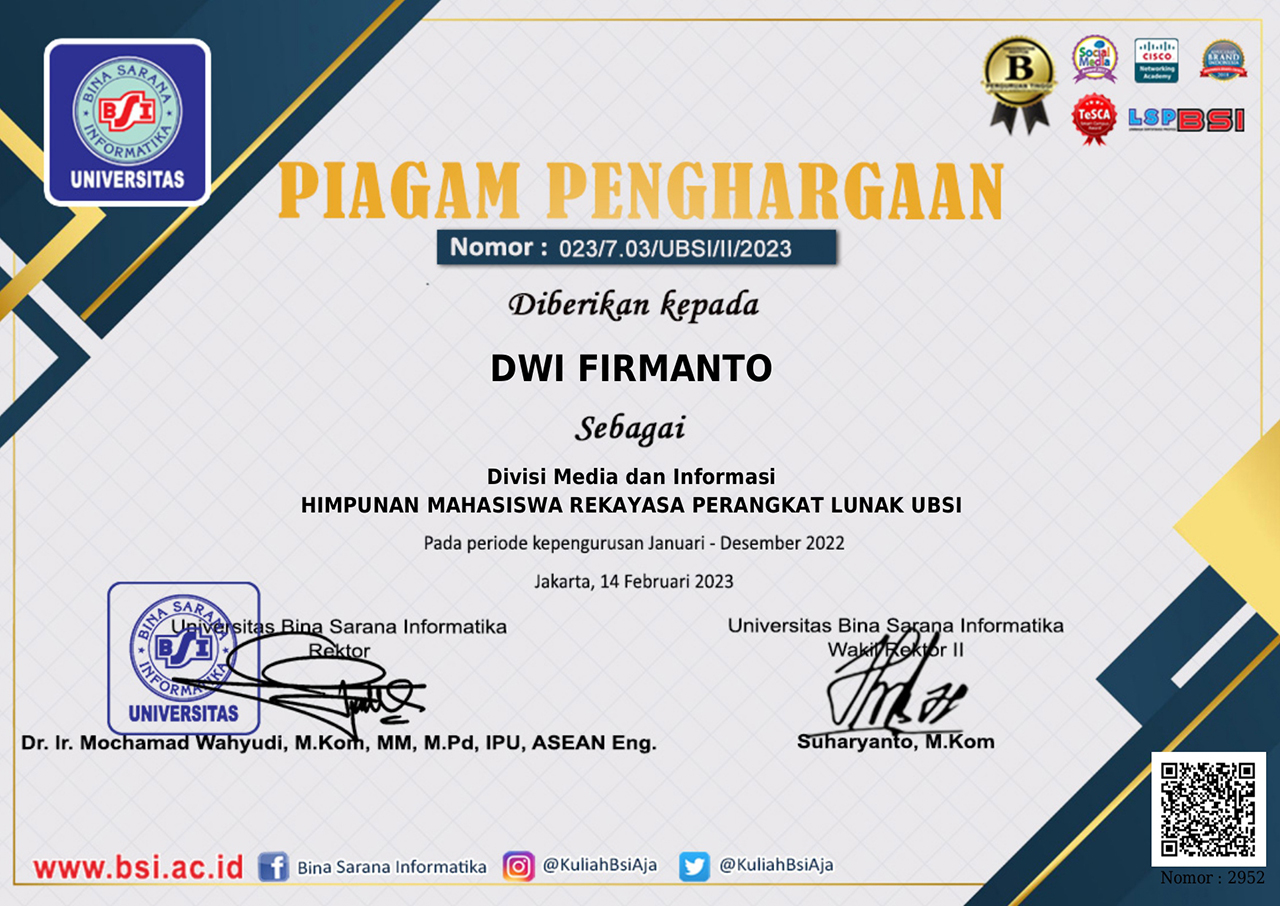 BINA SARANA
BSI
INFORMATIKA
UNIVERSITAS
B
PERGURUAN TINGGI
Social
Media
CISCO
Networking
Academy
BRAND
TeSCA
LSP BSI
PIAGAM PENGHARGAAN
Nomor : 023/7.03/UBSI/II/2023
Diberikan kepada
DWI FIRMANTO
Sebagai
Divisi Media dan Informasi
HIMPUNAN MAHASISWA REKAYASA PERANGKAT LUNAK UBSI
Pada periode kepengurusan Januari - Desember 2022
Jakarta, 14 Februari 2023
Universitas Bina Sarana Informatika
Rektor
BINA SARANA
BSI
INFORMATIKA
UNIVERSITAS
Dr. Ir. Mochamad Wahyudi, M.Kom, MM, M.Pd, IPU, ASEAN Eng.
Universitas Bina Sarana Informatika
Wakil Rektor II
Suharyanto, M.Kom
www.bsi.ac.id
Bina Sarana Informatika
@KuliahBsiAja
@KuliahBsiAja
Nomor : 2952